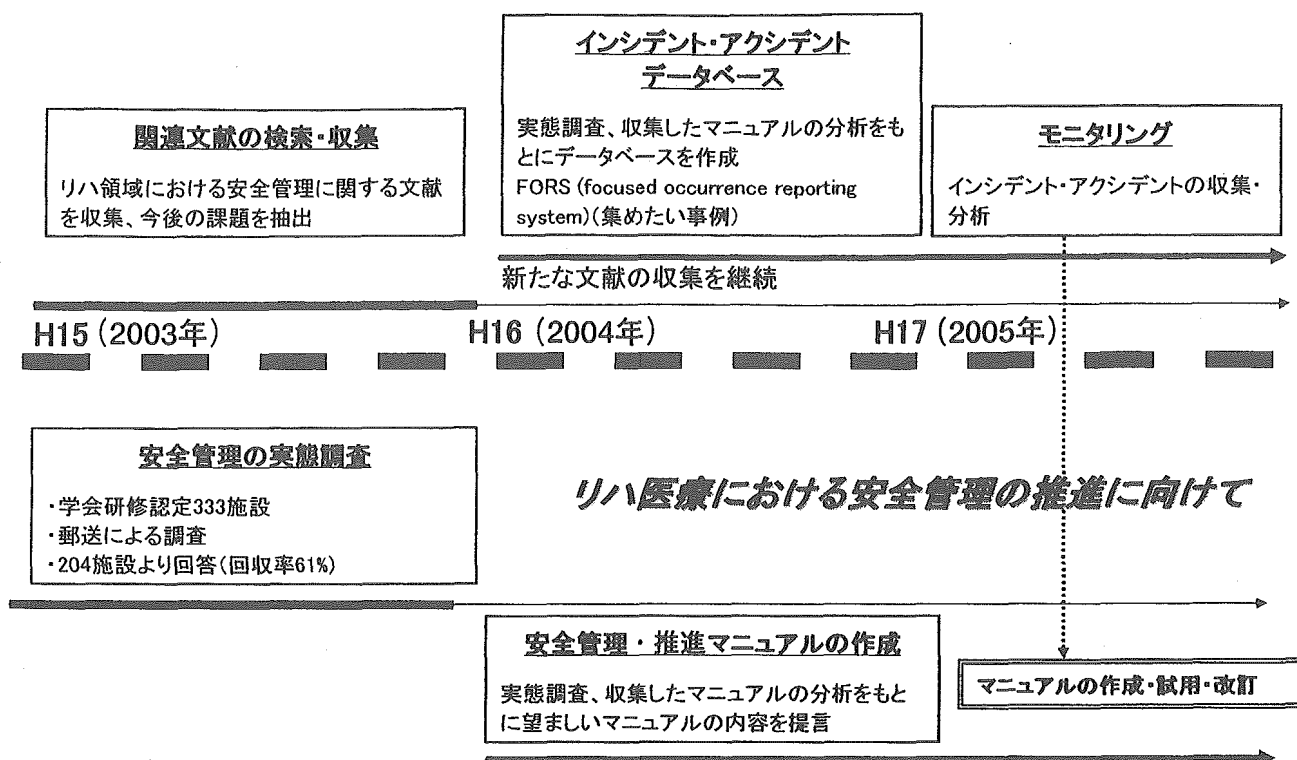 関連文献の検索・収集
リハ領域における安全管理に関する文献
を収集、今後の課題を抽出
インシデント・アクシデント
データベース
実態調査、収集したマニュアルの分析をも
とにデータベースを作成
FORS (focused occurrence reporting
system)(集めたい事例)
モニタリング
インシデント・アクシデントの収集・
分析
新たな文献の収集を継続
H15 (2003年)
H16 (2004年)
H17 (2005年)
安全管理の実態調査
・学会研修認定333施設
・郵送による調査
・204施設より回答(回収率61%)
リハ医療における安全管理の推進に向けて
安全管理・推進マニュアルの作成
実態調査、収集したマニュアルの分析をもと
に望ましいマニュアルの内容を提言
マニュアルの作成・試用・改訂